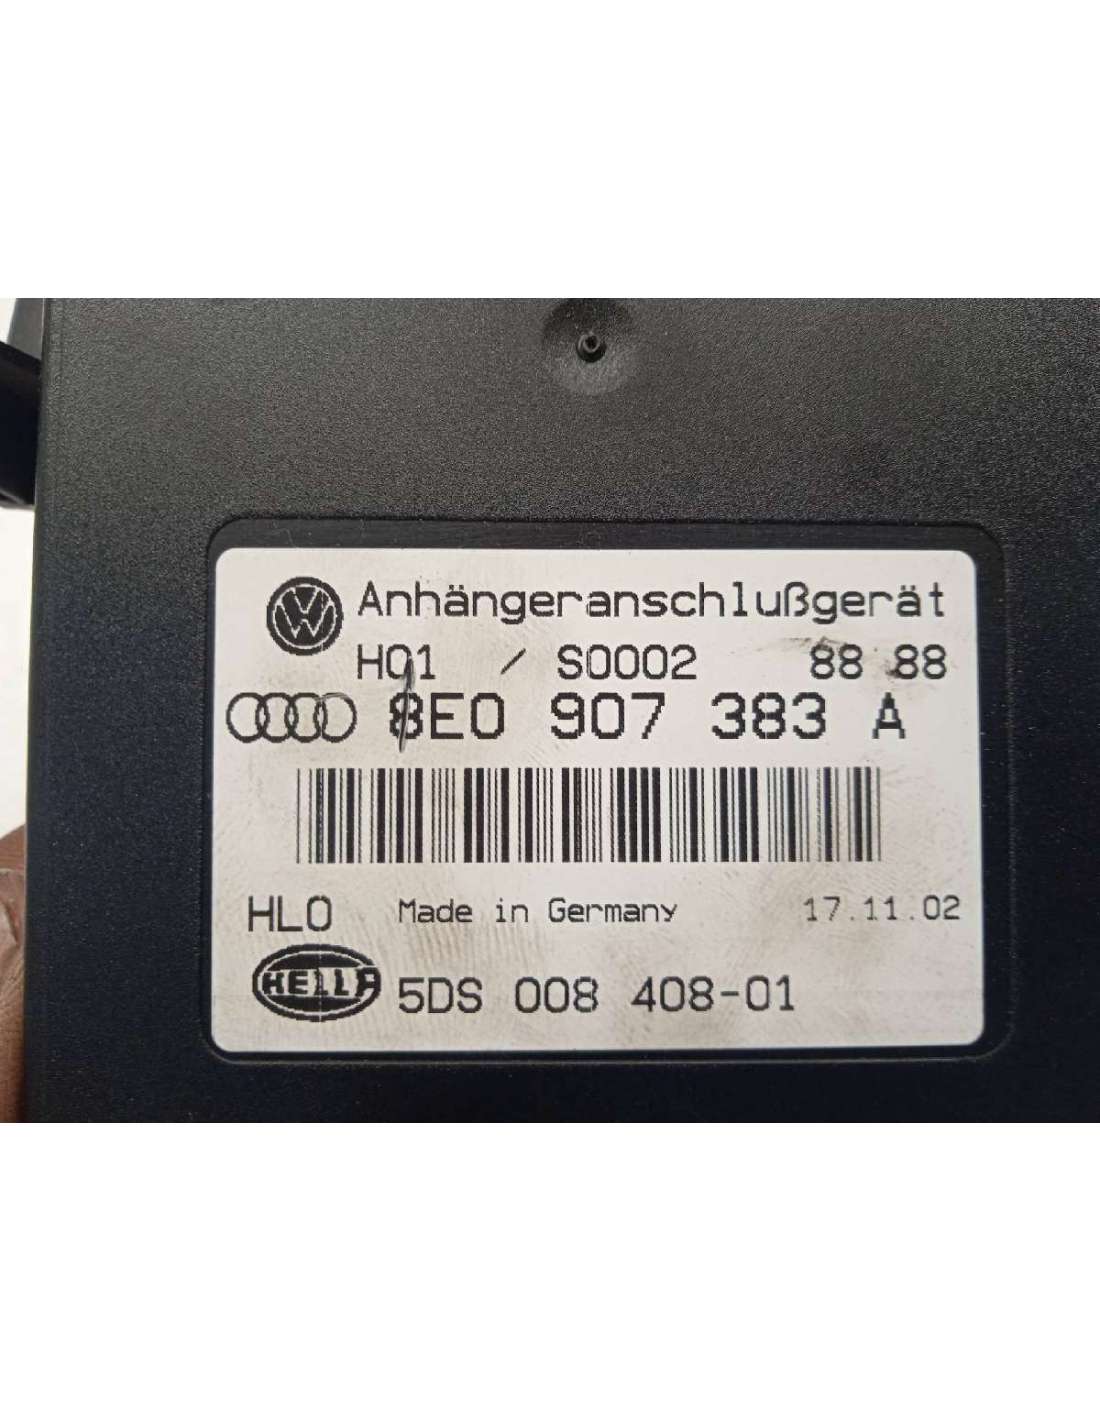 Anhängeranschlußgerät
H01 / S0002 88 88
8E0 907 383 A
HLO Made in Germany 17.11.02
HELLA 5DS 008 408-01